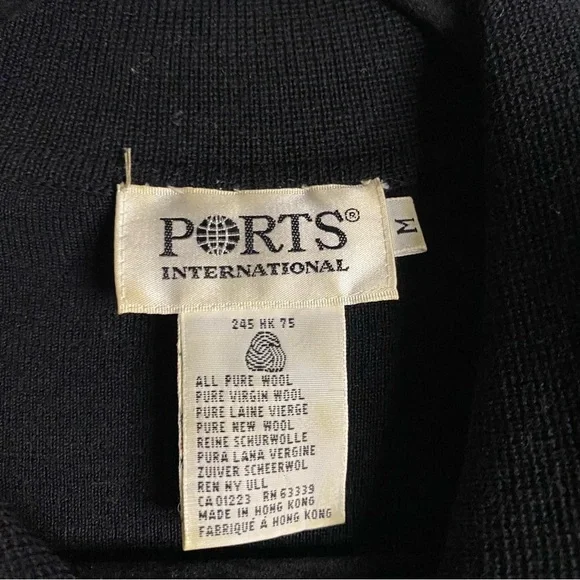 PORTS®
INTERNATIONAL
M
245 HK 75
ALL PURE WOOL
PURE VIRGIN WOOL
PURE LAINE VIERGE
PURE NEW WOOL
REINE SCHURWOLLE
PURA LANA VERGINE
ZUIVER SCHEERWOL
REN NY ULL
CA 01223 RN 63339
MADE IN HONG KONG
FABRIQUÉ À HONG KONG